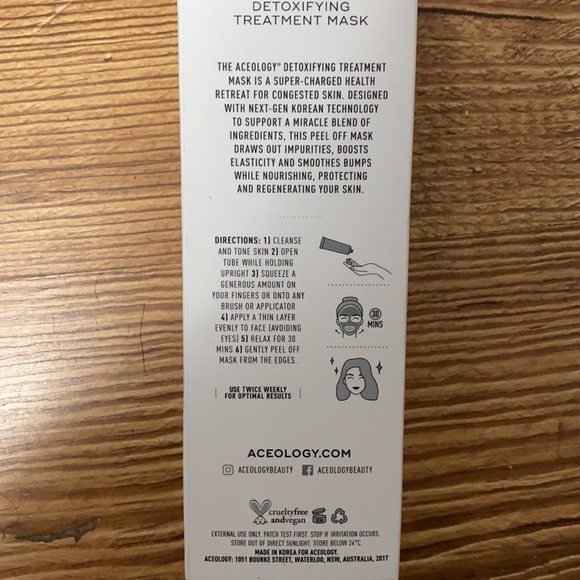 DETOXIFYING
TREATMENT MASK
THE ACEOLOGY® DETOXIFYING TREATMENT
MASK IS A SUPER-CHARGED HEALTH
RETREAT FOR CONGESTED SKIN. DESIGNED
WITH NEXT-GEN KOREAN TECHNOLOGY
TO SUPPORT A MIRACLE BLEND OF
INGREDIENTS, THIS PEEL OFF MASK
DRAWS OUT IMPURITIES, BOOSTS
ELASTICITY AND SMOOTHES BUMPS
WHILE NOURISHING, PROTECTING
AND REGENERATING YOUR SKIN.
DIRECTIONS: 1) CLEANSE
AND TONE SKIN 2) OPEN
TUBE WHILE HOLDING
UPRIGHT 3) SQUEEZE A
GENEROUS AMOUNT ON
YOUR FINGERS OR ONTO ANY
BRUSH OR APPLICATOR
4) APPLY A THIN LAYER
EVENLY TO FACE (AVOIDING
EYES) 5) RELAX FOR 30
MINS 6) GENTLY PEEL OFF
MASK FROM THE EDGES.
30
MINS
USE TWICE WEEKLY
FOR OPTIMAL RESULTS
ACEOLOGY.COM
ACEOLOGYBEAUTY ACEOLOGYBEAUTY
crueltyfree
andvegan
EXTERNAL USE ONLY. PATCH TEST FIRST. STOP IF IRRITATION OCCURS.
STORE OUT OF DIRECT SUNLIGHT. STORE BELOW 24°C.
MADE IN KOREA FOR ACEOLOGY.
ACEOLOGY: 1051 BOURKE STREET, WATERLOO, NSW, AUSTRALIA, 2017